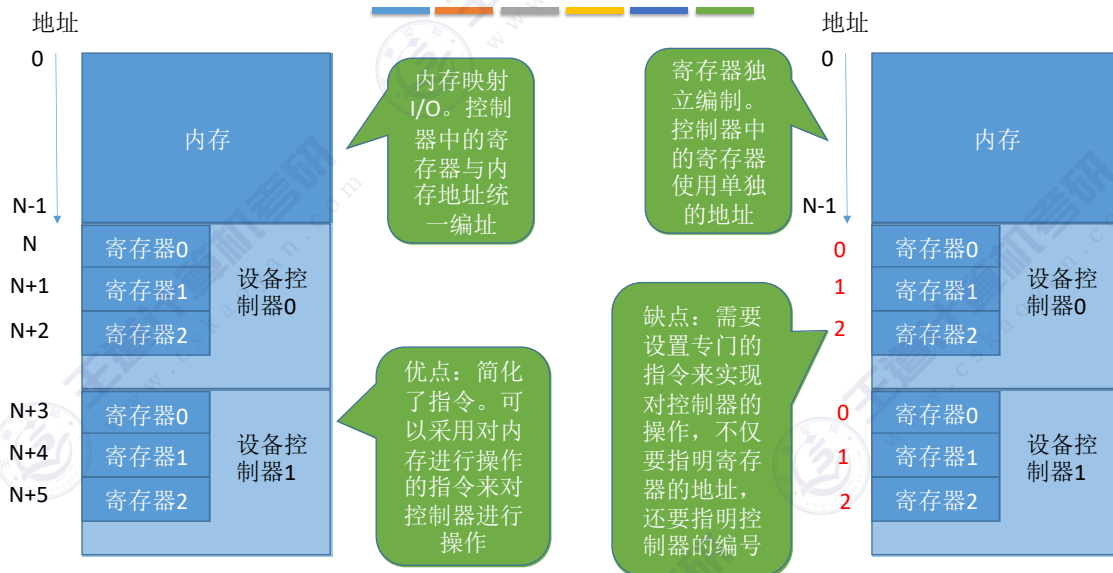 地址
0
内存
N-1
N
寄存器0
N+1
寄存器1
N+2
寄存器2
设备控
制器0
N+3
寄存器0
N+4
寄存器1
N+5
寄存器2
设备控
制器1
内存映射
I/O。控制
器中的寄
存器与内
存地址统
一编址
优点：简化
了指令。可
以采用对内
存进行操作
的指令来对
控制器进行
操作
寄存器独
立编制。
控制器中
的寄存器
使用单独
的地址
缺点：需要
设置专门的
指令来实现
对控制器的
操作，不仅
要指明寄存
器的地址，
还要指明控
制器的编号
地址
0
内存
N-1
0
寄存器0
1
寄存器1
2
寄存器2
设备控
制器0
0
寄存器0
1
寄存器1
2
寄存器2
设备控
制器1